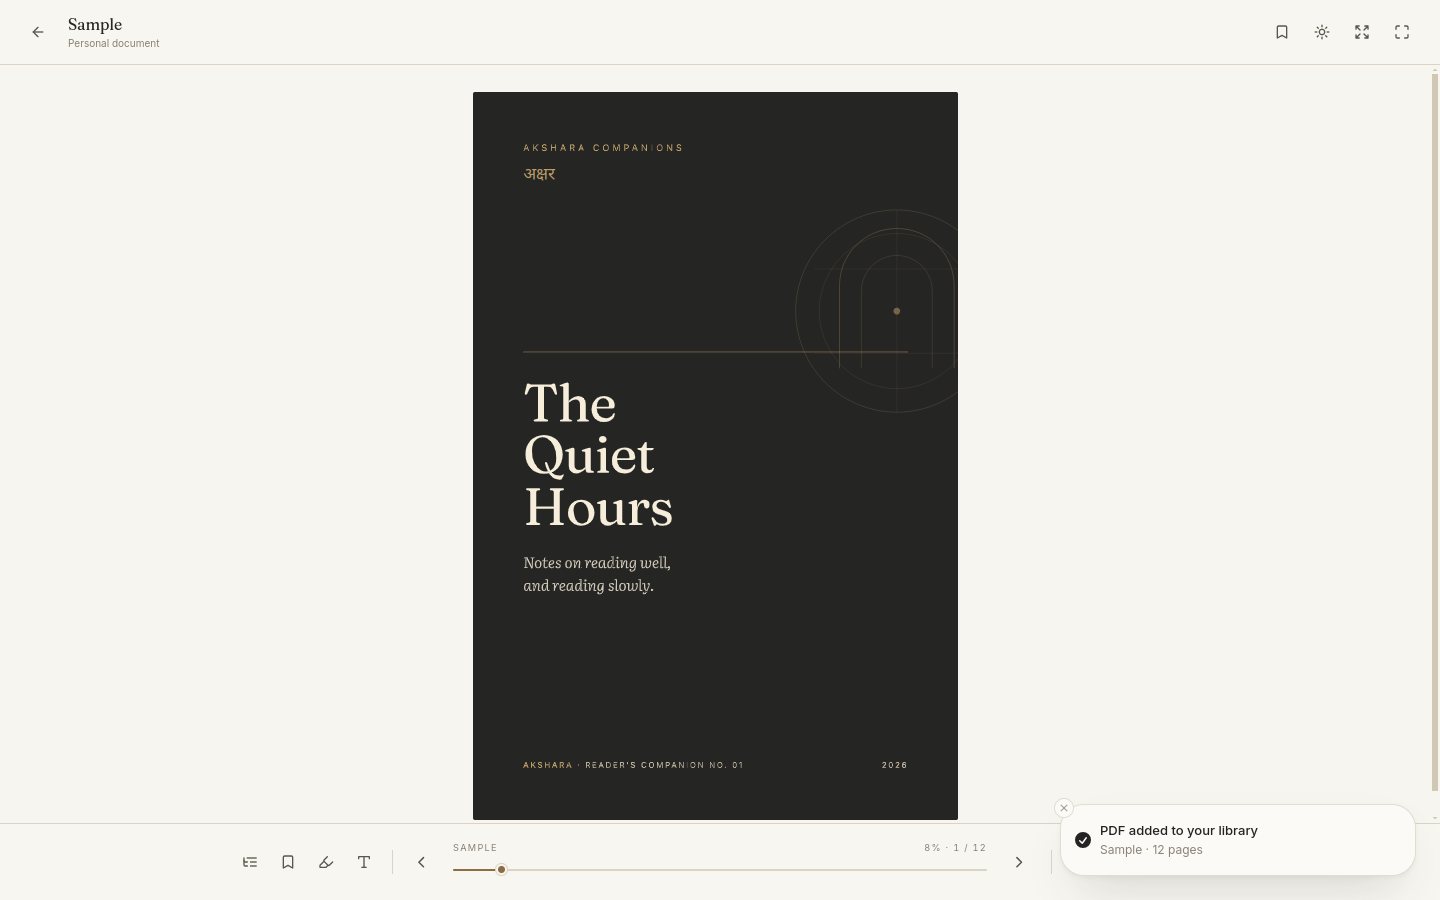 Sample
Personal document
AKSHARA COMPANIONS
अक्षर
The
Quiet
Hours
Notes on reading well,
and reading slowly.
AKSHARA · READER'S COMPANION NO. 01
2026
SAMPLE
8% · 1 / 12
PDF added to your library
Sample · 12 pages